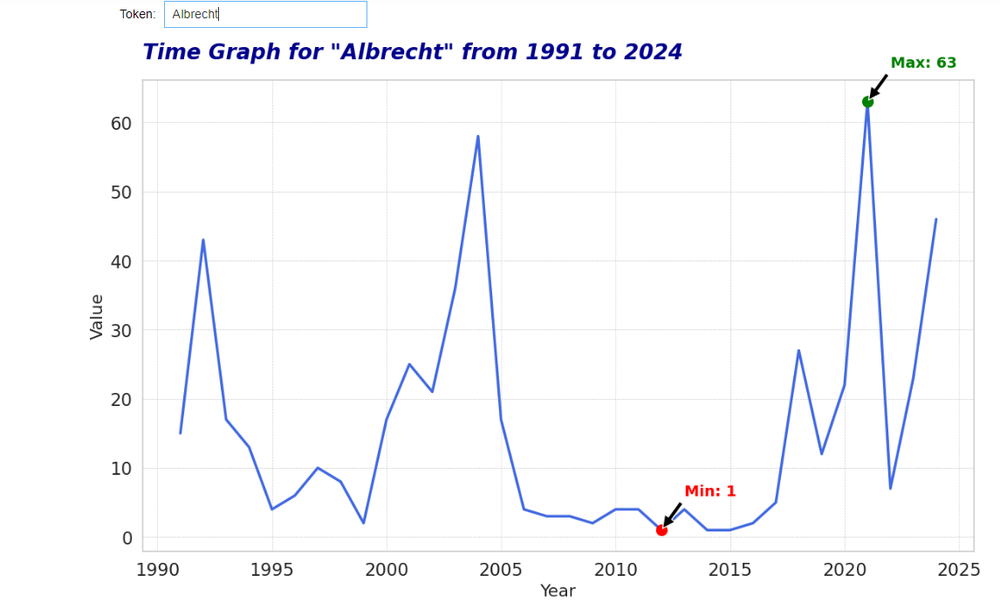 Token: Albrecht
Time Graph for "Albrecht" from 1991 to 2024
Max: 63
60
50
40
30
20
10
0
Value
Min: 1
1990 1995 2000 2005 2010 2015 2020 2025
Year